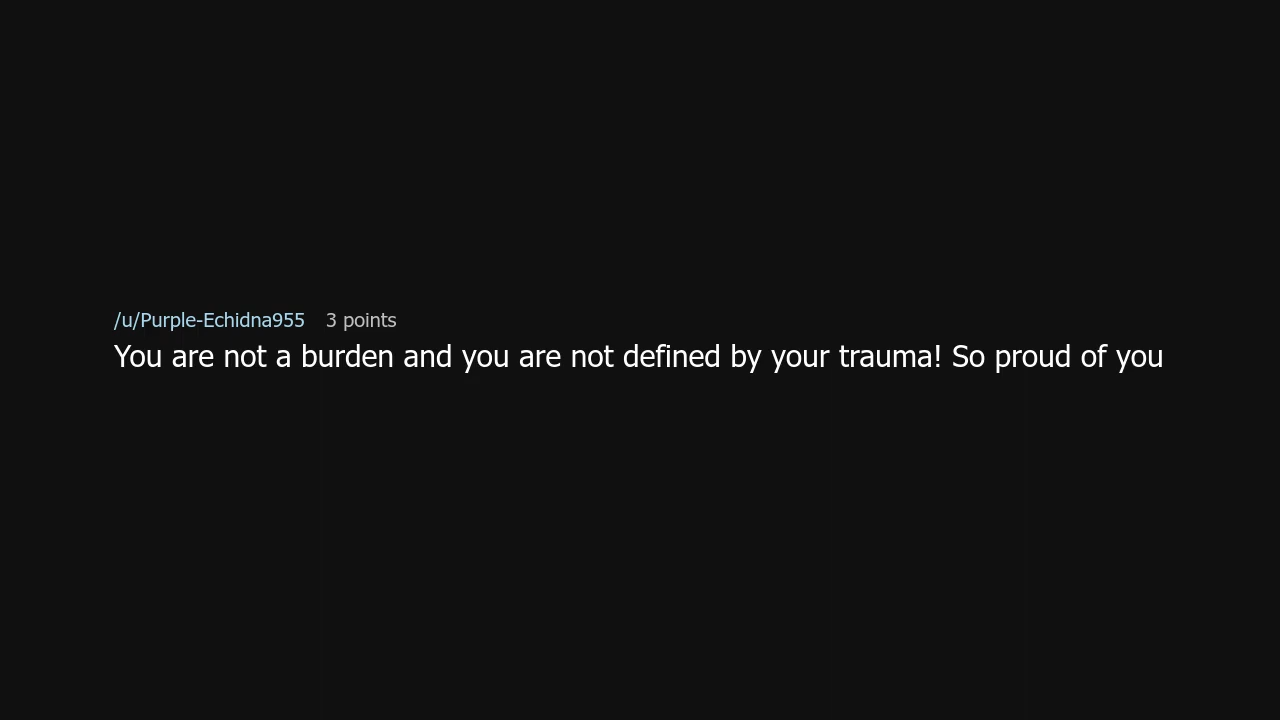 /u/Purple-Echidna955 3 points
You are not a burden and you are not defined by your trauma! So proud of you